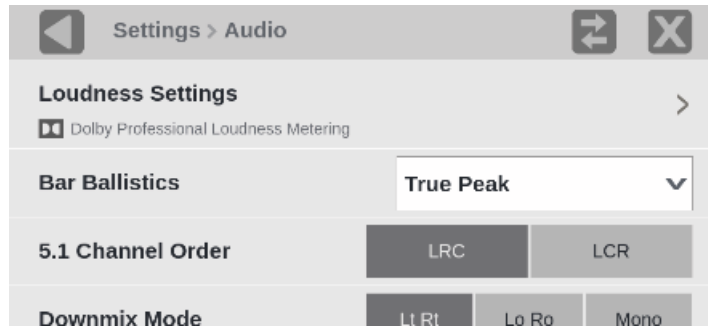 Settings > Audio
Loudness Settings
Dolby Professional Loudness Metering
Bar Ballistics True Peak
5.1 Channel Order LRC LCR
Downmix Mode Lt Rt Lo Ro Mono